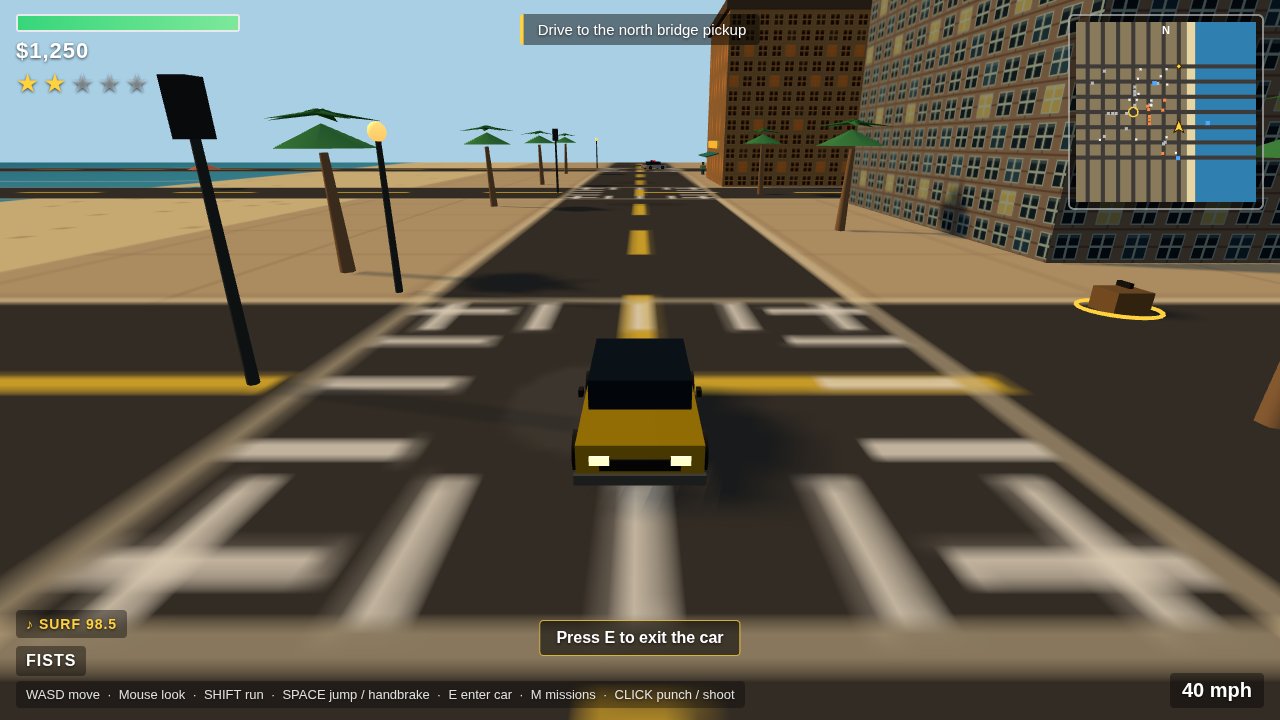 Drive to the north bridge pickup
N
$1,250
♪ SURF 98.5
FISTS
Press E to exit the car
WASD move · Mouse look · SHIFT run · SPACE jump / handbrake · E enter car · M missions · CLICK punch / shoot
40 mph